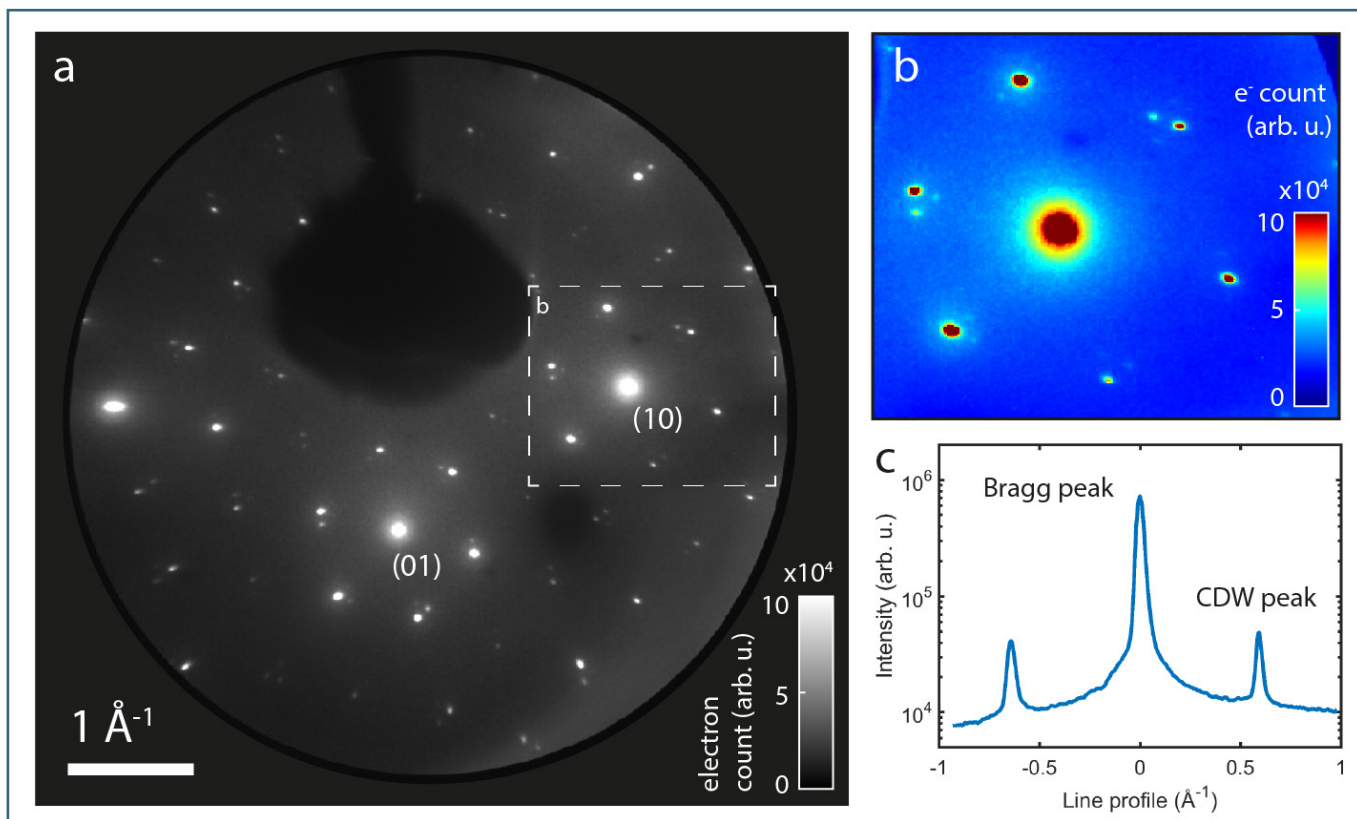 a
b
(10)
(01)
1 Å⁻¹
electron
count (arb. u.)
x10⁴
10
5
0
b
e⁻ count
(arb. u.)
x10⁴
10
5
0
c
Bragg peak
CDW peak
Intensity (arb. u.)
10⁶
10⁵
10⁴
-1 -0.5 0 0.5 1
Line profile (Å⁻¹)